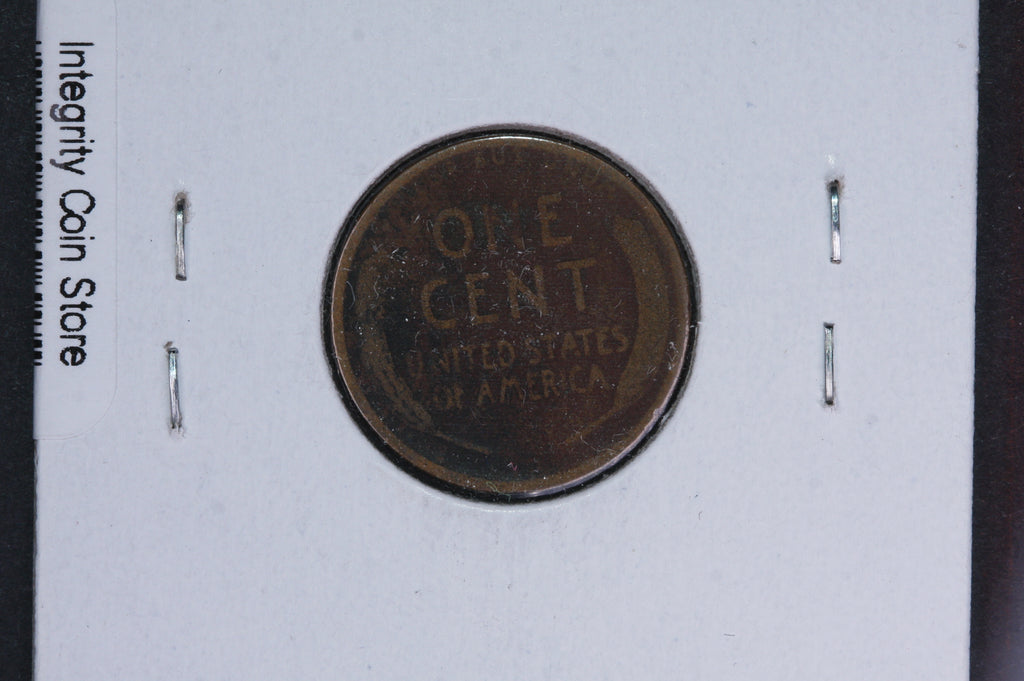 Integrity Coin Store
ONE
CENT
UNITED STATES
OF AMERICA